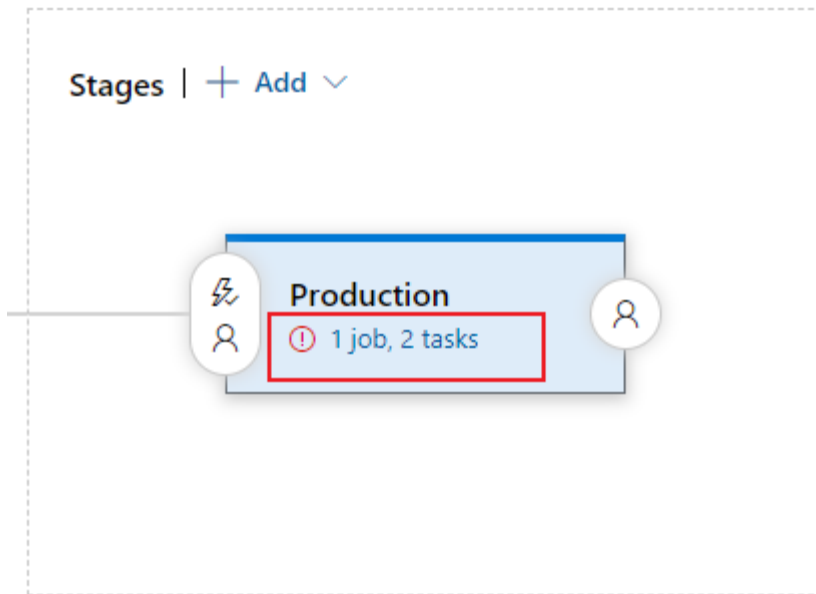 Stages | + Add
Production
1 job, 2 tasks